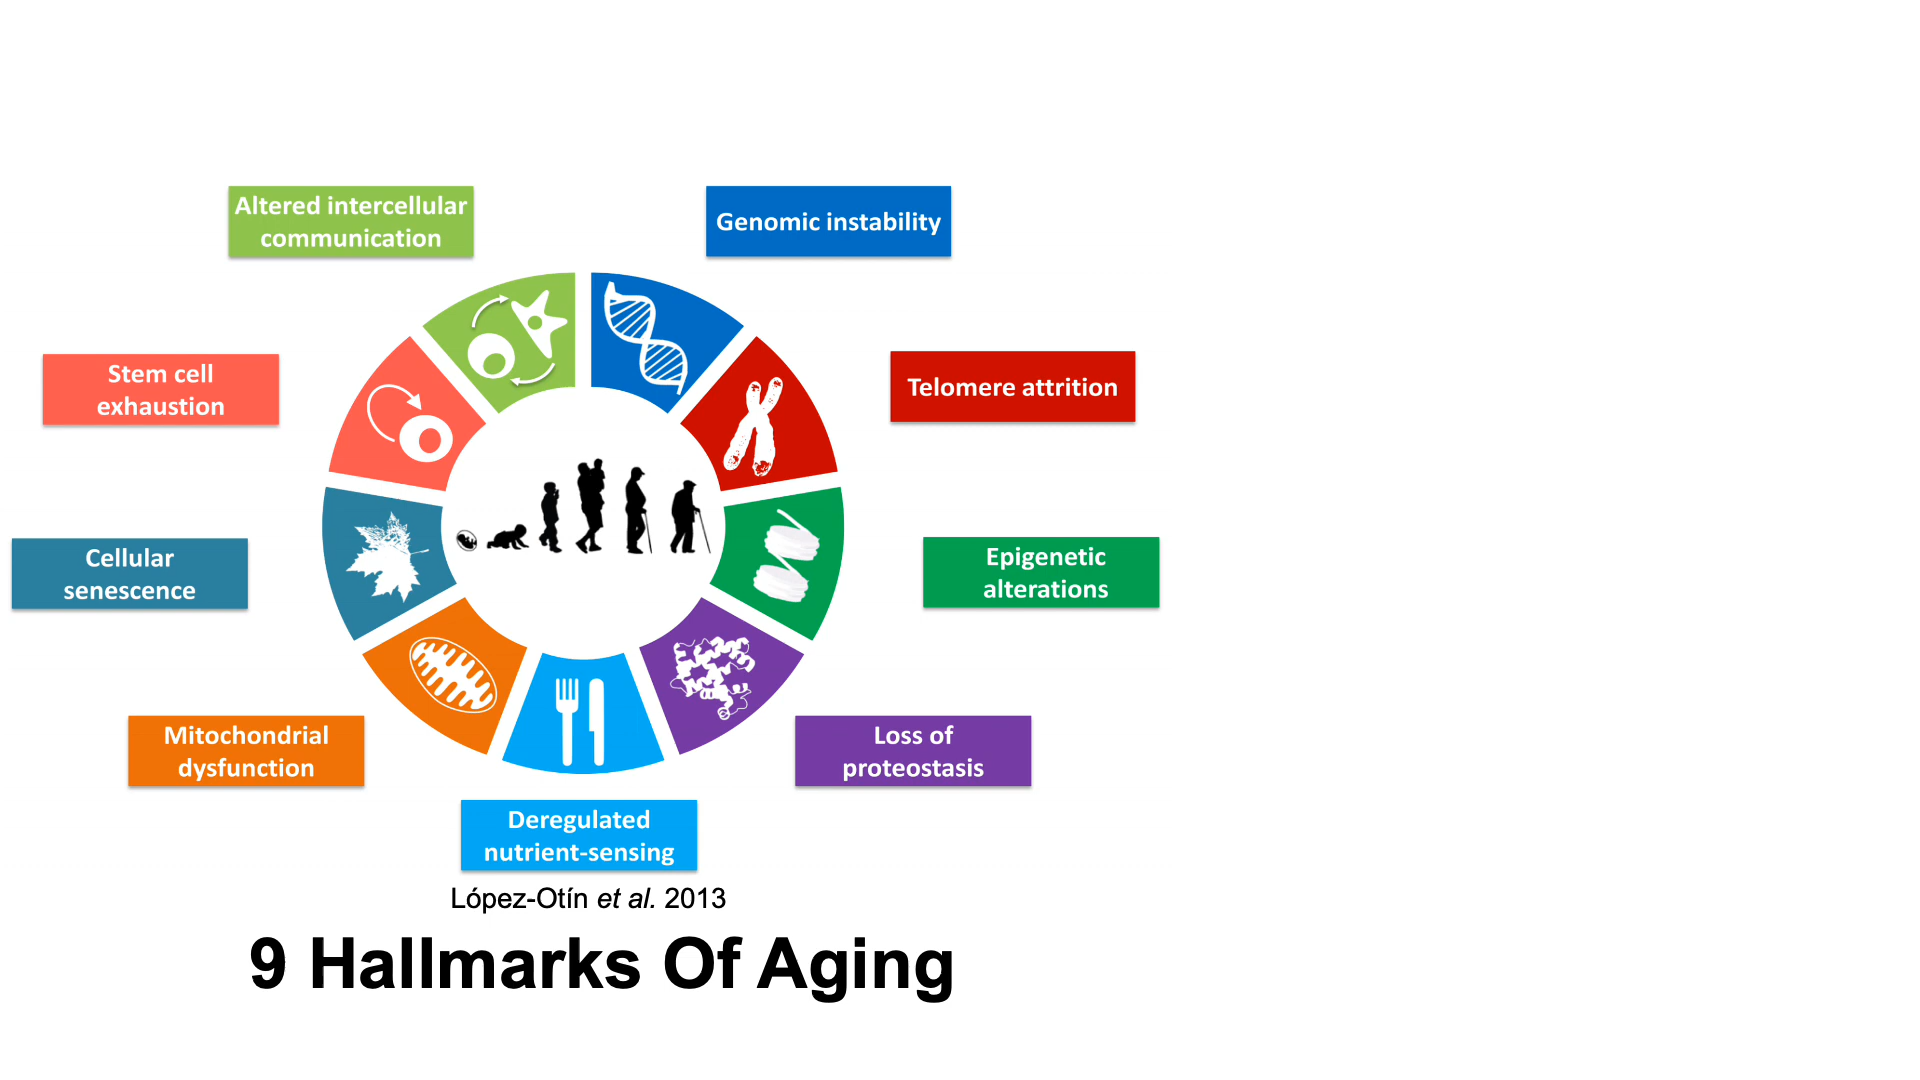 Altered intercellular
communication
Genomic instability
Stem cell
exhaustion
Telomere attrition
Cellular
senescence
Epigenetic
alterations
Mitochondrial
dysfunction
Loss of
proteostasis
Deregulated
nutrient-sensing
López-Otín et al. 2013
9 Hallmarks Of Aging